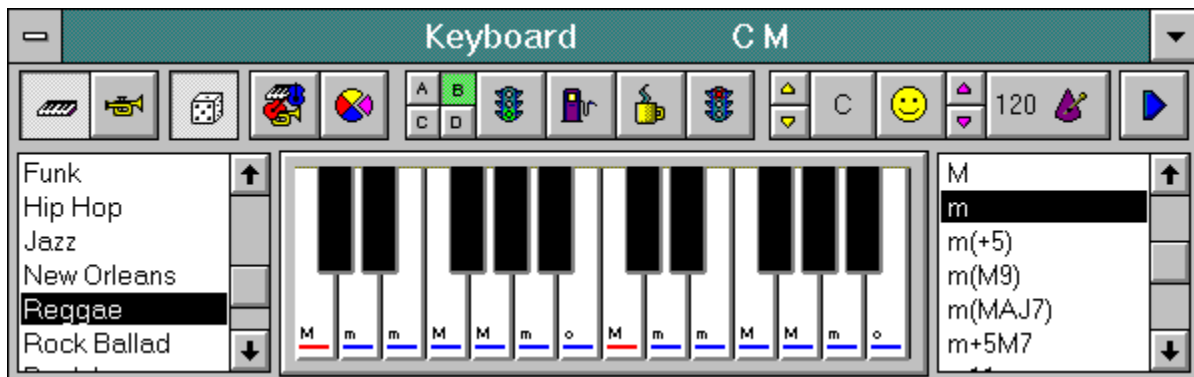 Keyboard C M
A B
C D
C
120
Funk
Hip Hop
Jazz
New Orleans
Reggae
Rock Ballad
M m m M M m o M m m M M m o
M
m
m(+5)
m(M9)
m(MAJ7)
m+5M7